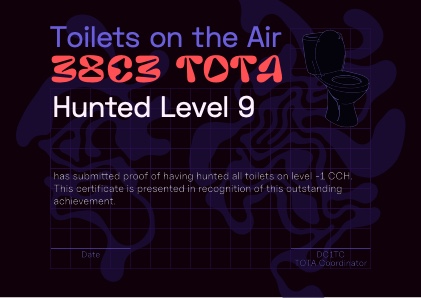 Toilets on the Air
38C3 TOTA
Hunted Level 9
has submitted proof of having hunted all toilets on level -1 CCH.
This certificate is presented in recognition of this outstanding
achievement.
Date
DC1TC
TOTA Coordinator